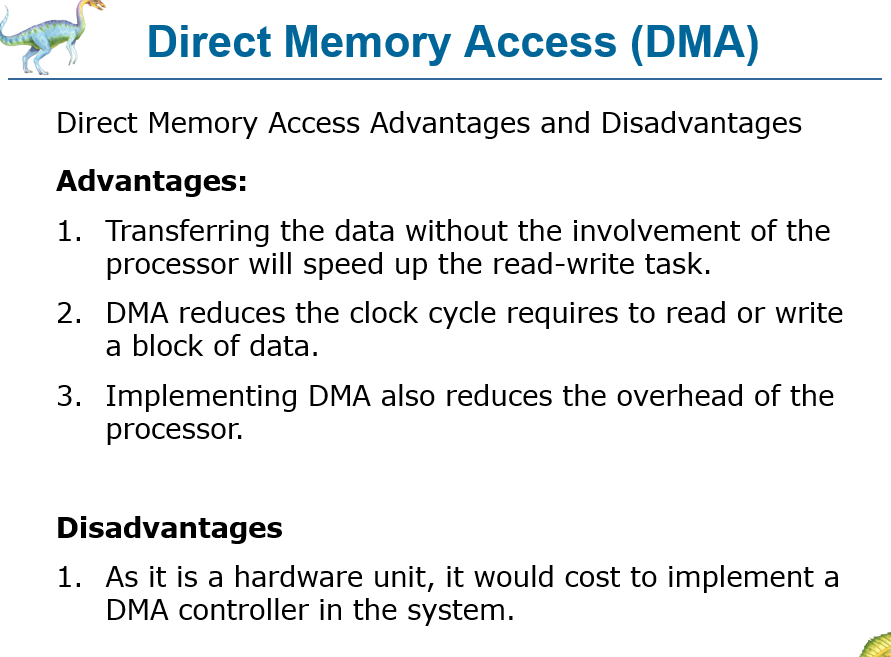 Direct Memory Access (DMA)
Direct Memory Access Advantages and Disadvantages
Advantages:
1. Transferring the data without the involvement of the
processor will speed up the read-write task.
2. DMA reduces the clock cycle requires to read or write
a block of data.
3. Implementing DMA also reduces the overhead of the
processor.
Disadvantages
1. As it is a hardware unit, it would cost to implement a
DMA controller in the system.